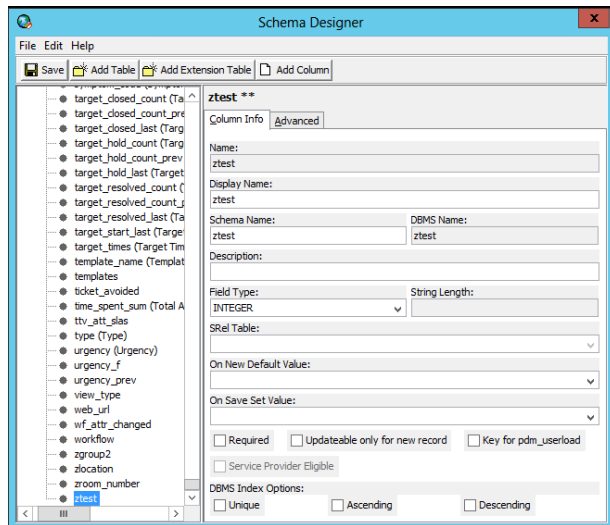 Schema Designer
x
File Edit Help
Save Add Table Add Extension Table Add Column
target_closed_count (Ta
target_closed_count_pre
target_closed_last (Targ
target_hold_count (Targ
target_hold_count_prev
target_hold_last (Target
target_resolved_count (
target_resolved_count_p
target_resolved_last (Ta
target_start_last (Targe
target_times (Target Tim
template_name (Templat
templates
ticket_avoided
time_spent_sum (Total A
ttv_att_slas
type (Type)
urgency (Urgency)
urgency_f
urgency_prev
view_type
web_url
wf_attr_changed
workflow
zgroup2
zlocation
zroom_number
ztest
ztest **
Column Info Advanced
Name:
ztest
Display Name:
ztest
Schema Name: DBMS Name:
ztest ztest
Description:
Field Type: String Length:
INTEGER
SRel Table:
On New Default Value:
On Save Set Value:
Required Updateable only for new record Key for pdm_userload
Service Provider Eligible
DBMS Index Options:
Unique Ascending Descending